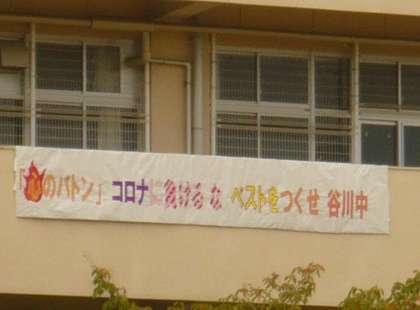 「心のバトン」 コロナに負けるな ベストをつくせ 谷川中